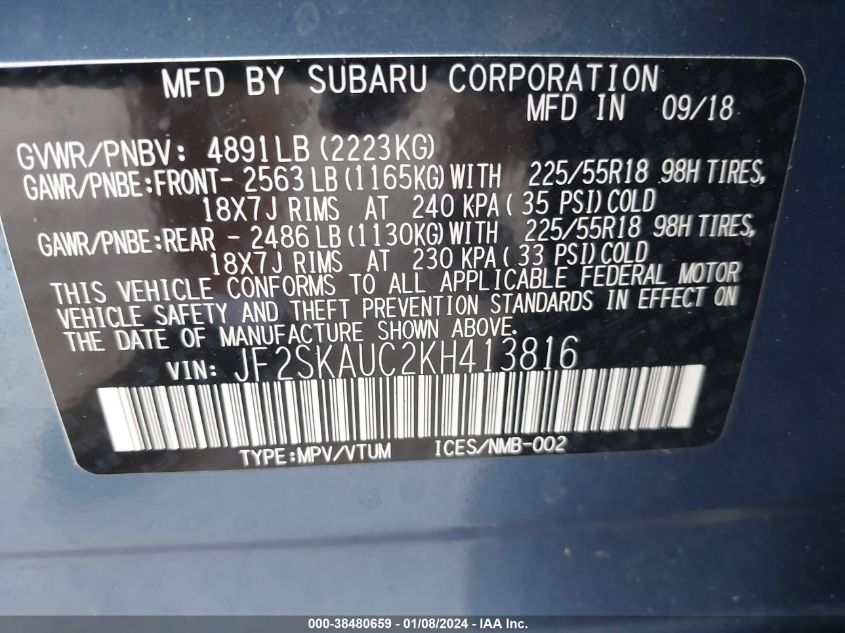 MFD BY SUBARU CORPORATION
MFD IN 09/18
GVWR/PNBV: 4891LB (2223KG)
GAWR/PNBE:FRONT- 2563 LB (1165KG) WITH 225/55R18 98H TIRES,
18X7J RIMS AT 240 KPA ( 35 PSI) COLD
GAWR/PNBE:REAR - 2486 LB (1130KG) WITH 225/55R18 98H TIRES,
18X7J RIMS AT 230 KPA ( 33 PSI) COLD
THIS VEHICLE CONFORMS TO ALL APPLICABLE FEDERAL MOTOR
VEHICLE SAFETY AND THEFT PREVENTION STANDARDS IN EFFECT ON
THE DATE OF MANUFACTURE SHOWN ABOVE.
VIN: JF2SKAUC2KH413816
TYPE:MPV/VTUM ICES/NMB-002
000-38480659 - 01/08/2024 - IAA Inc.